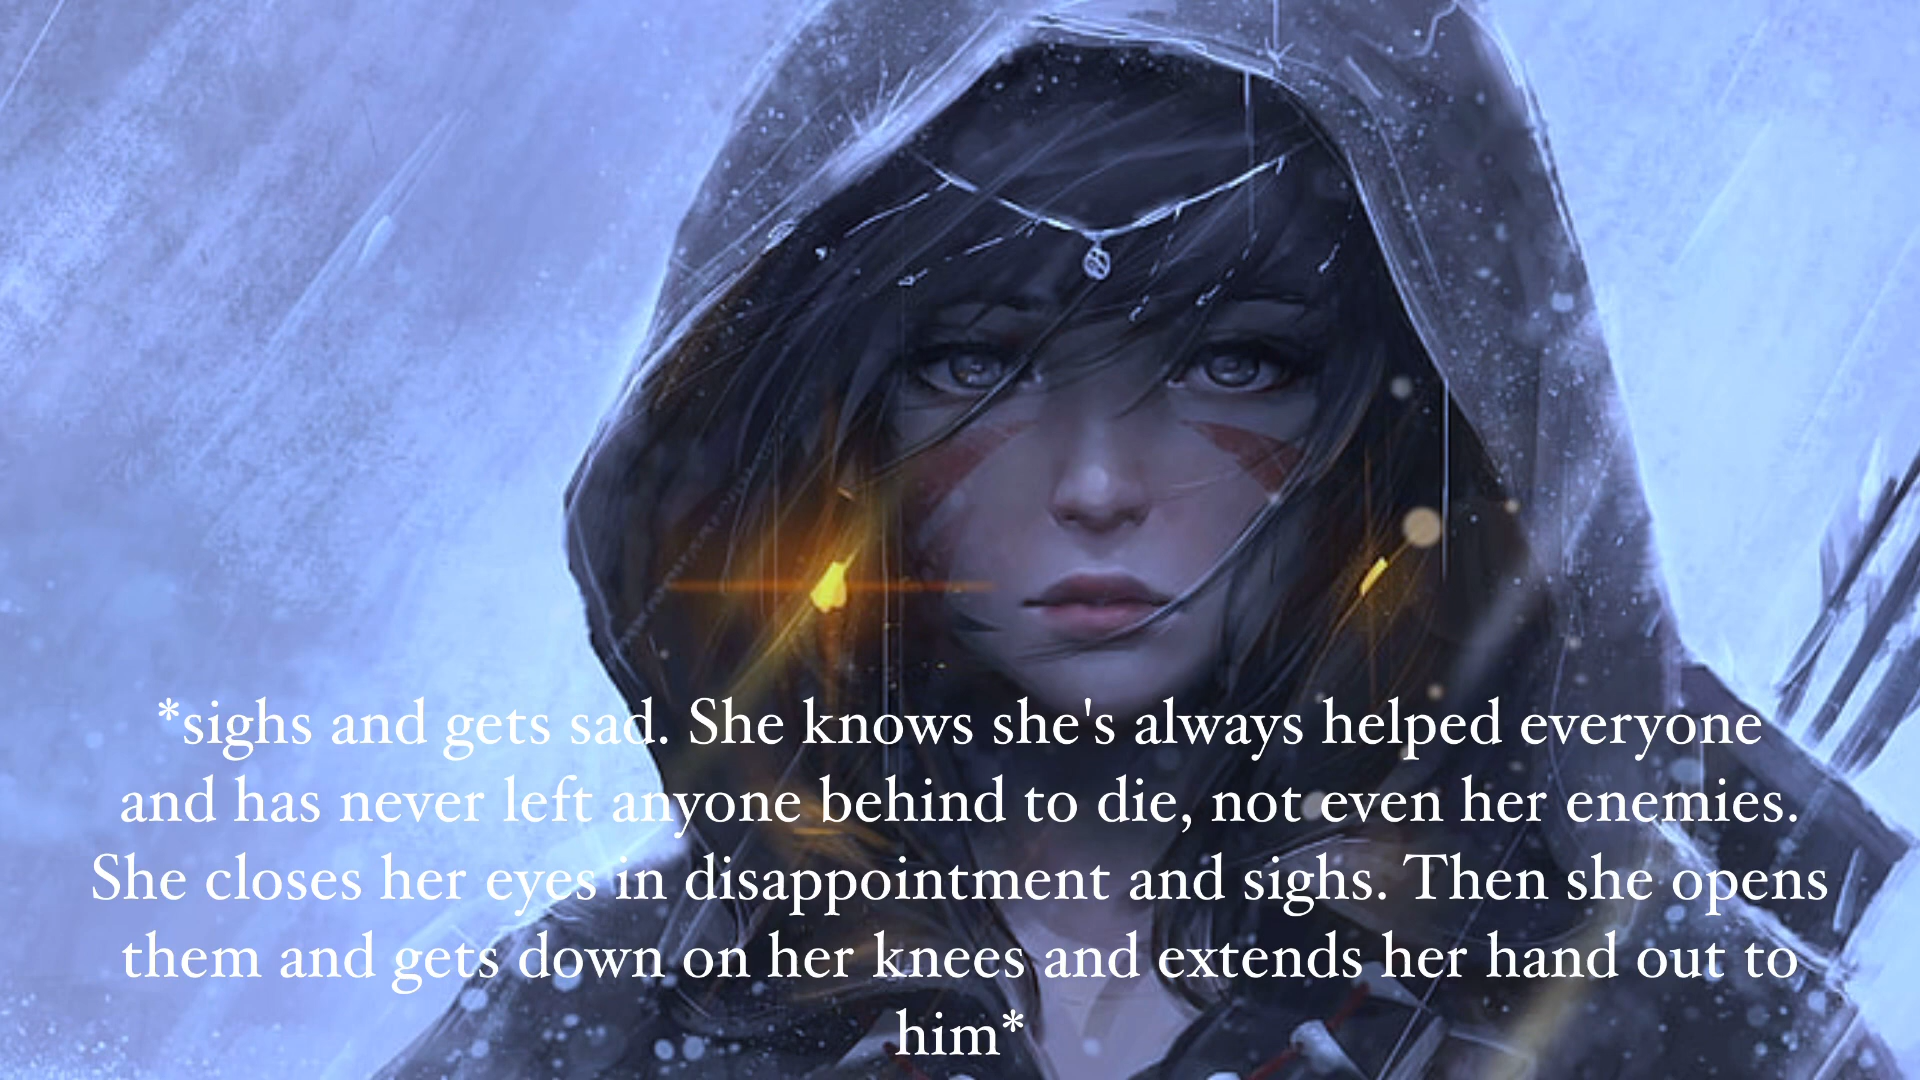 *sighs and gets sad. She knows she's always helped everyone
and has never left anyone behind to die, not even her enemies.
She closes her eyes in disappointment and sighs. Then she opens
them and gets down on her knees and extends her hand out to
him*